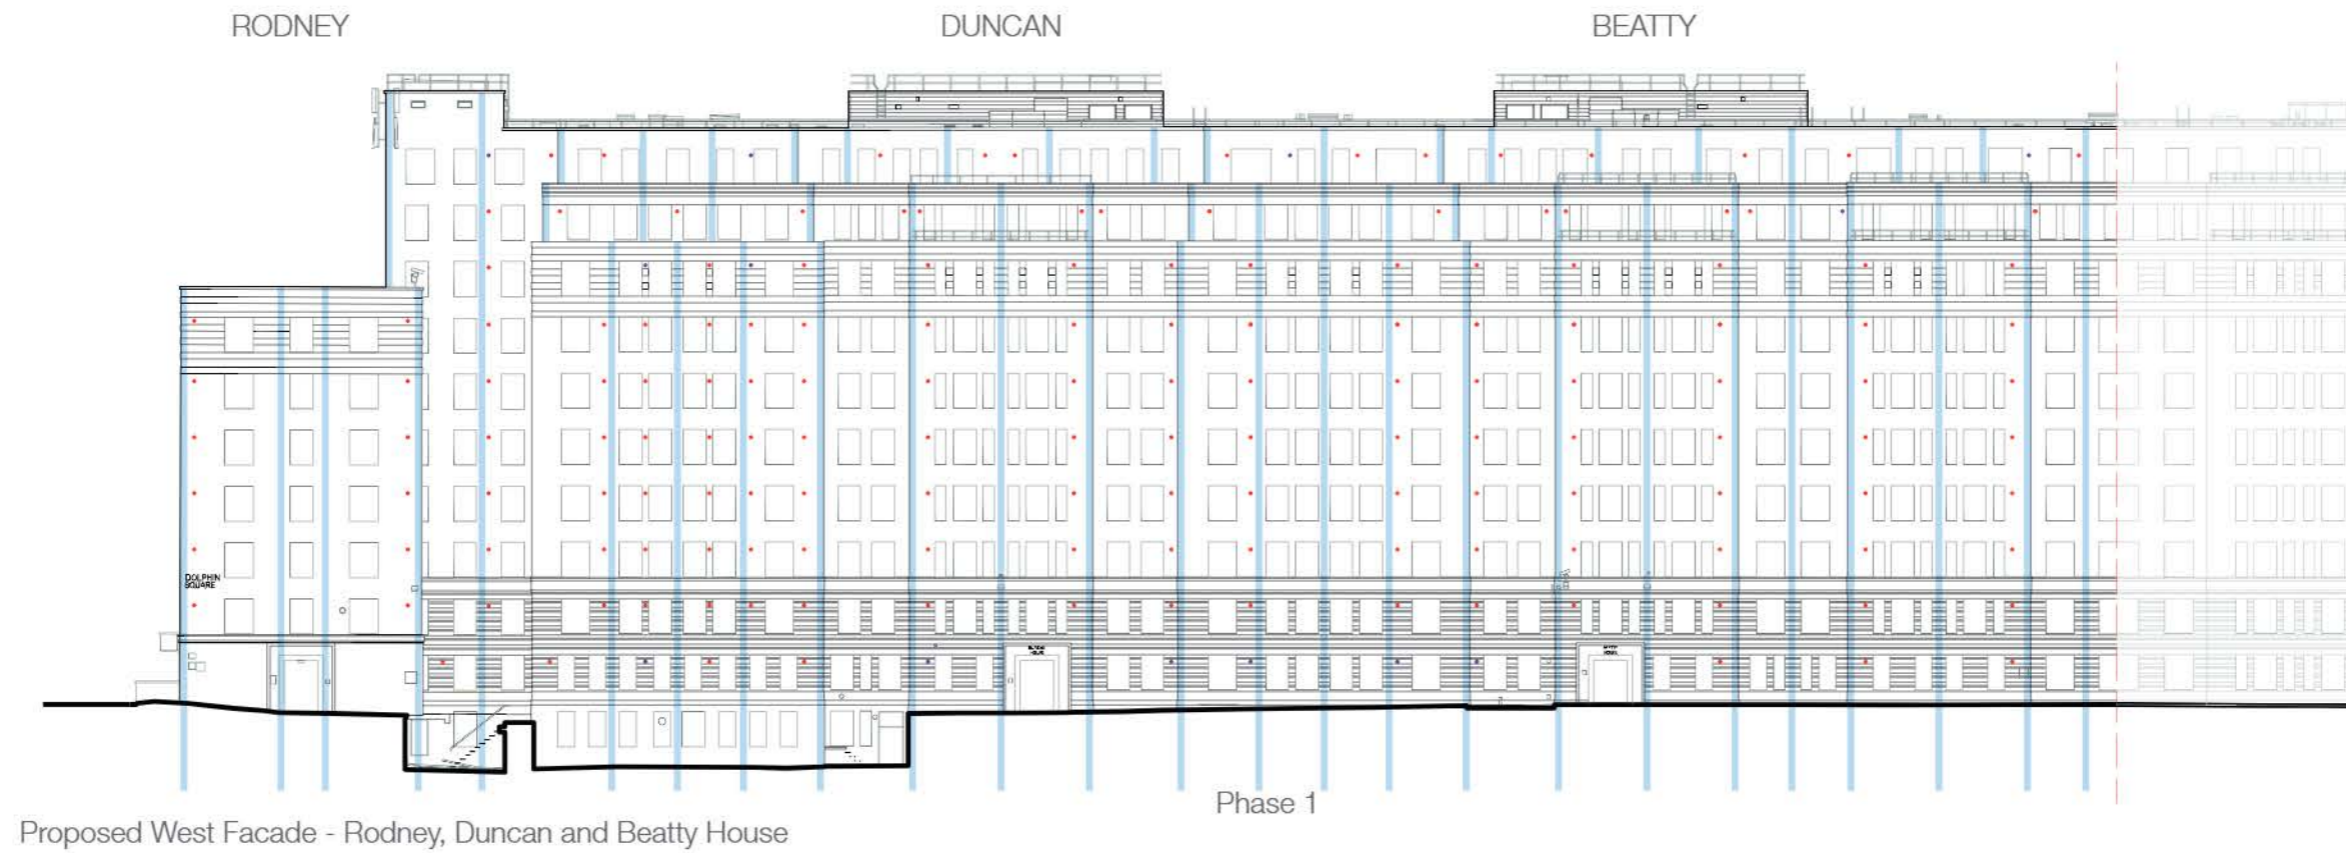 RODNEY
DUNCAN
BEATTY
DOLPHIN
SQUARE
Phase 1
Proposed West Facade - Rodney, Duncan and Beatty House